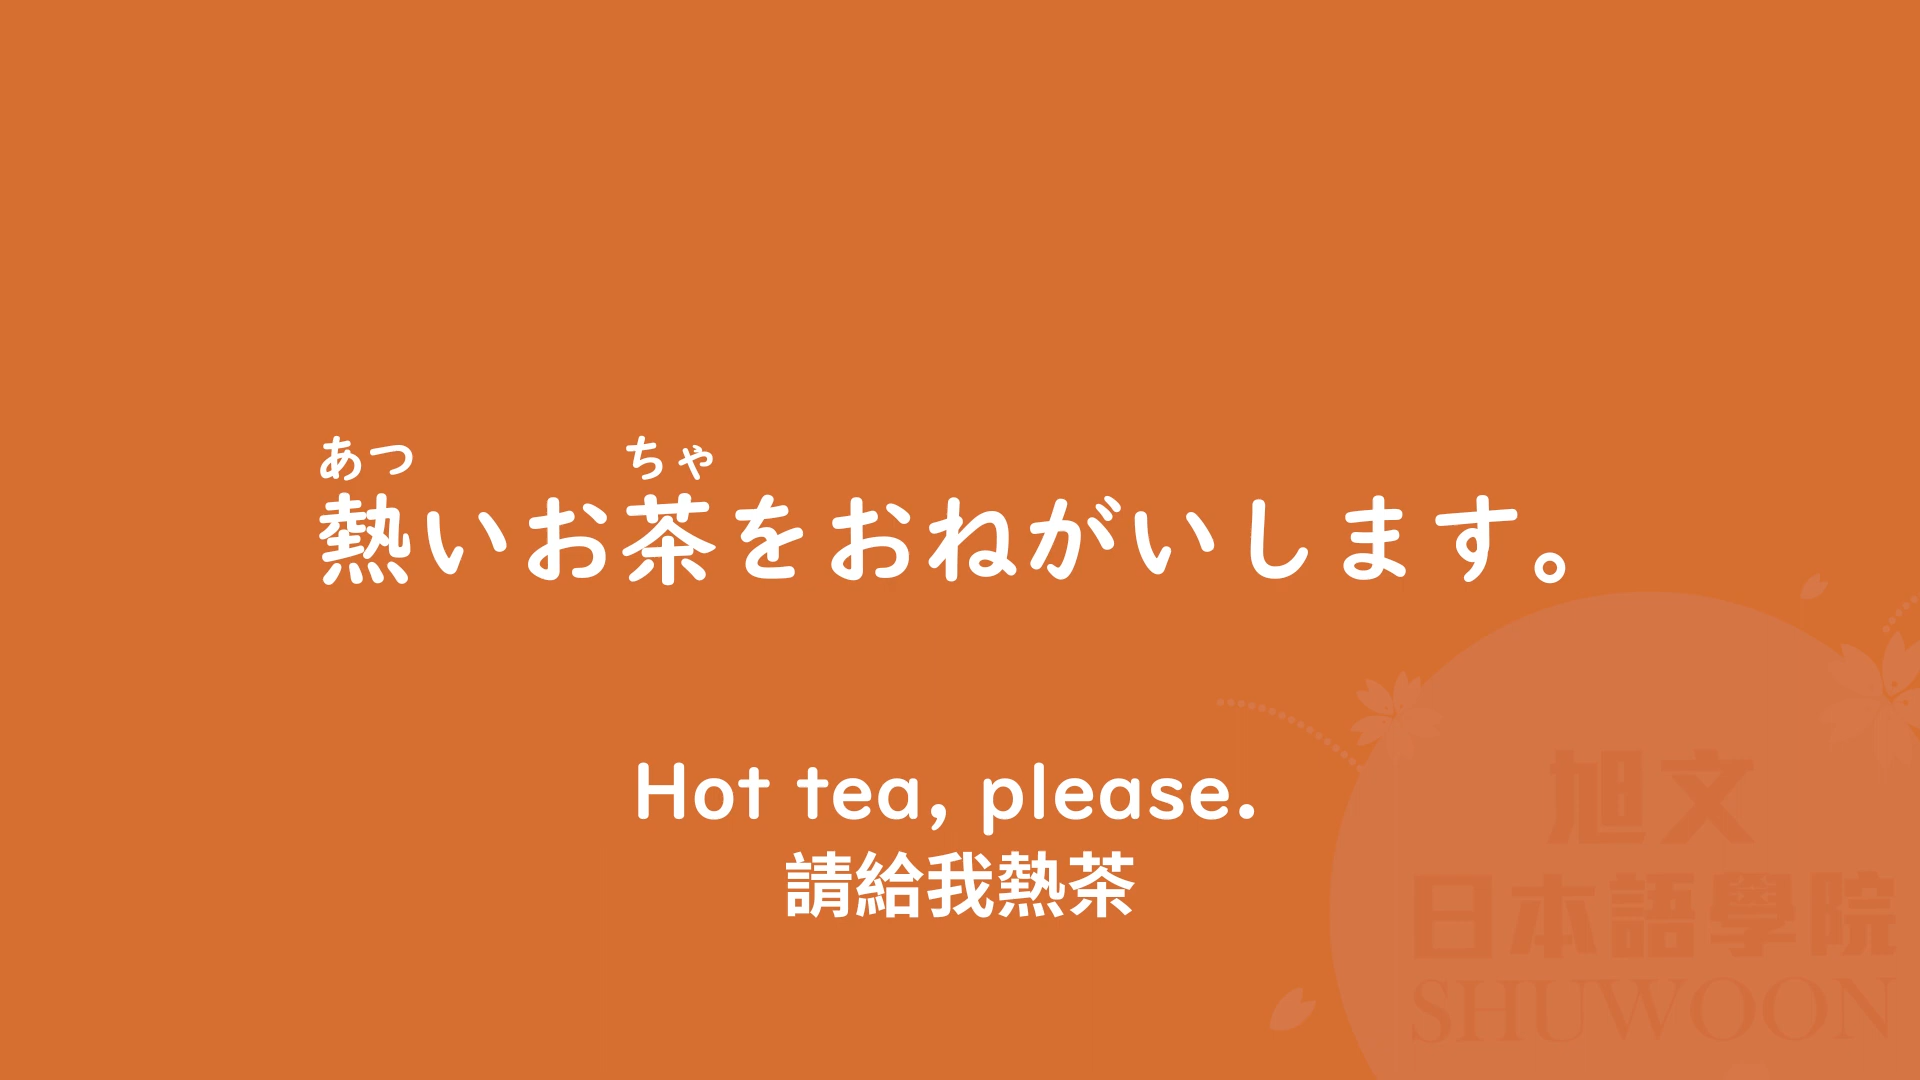 あつ ちゃ
熱いお茶をおねがいします。
Hot tea, please.
請給我熱茶
旭文
日本語學院
SHUWOON